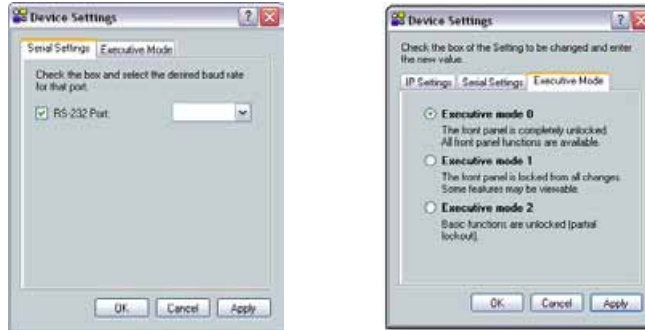 Device Settings
Serial Settings Executive Mode
Check the box and select the desired baud rate
for that port.
RS-232 Port:
OK Cancel Apply
Device Settings
Check the box of the Setting to be changed and enter
the new value.
IP Settings Serial Settings Executive Mode
Executive mode 0
The front panel is completely unlocked.
All front panel functions are available.
Executive mode 1
The front panel is locked from all changes.
Some features may be viewable.
Executive mode 2
Basic functions are unlocked (partial
lockout).
OK Cancel Apply